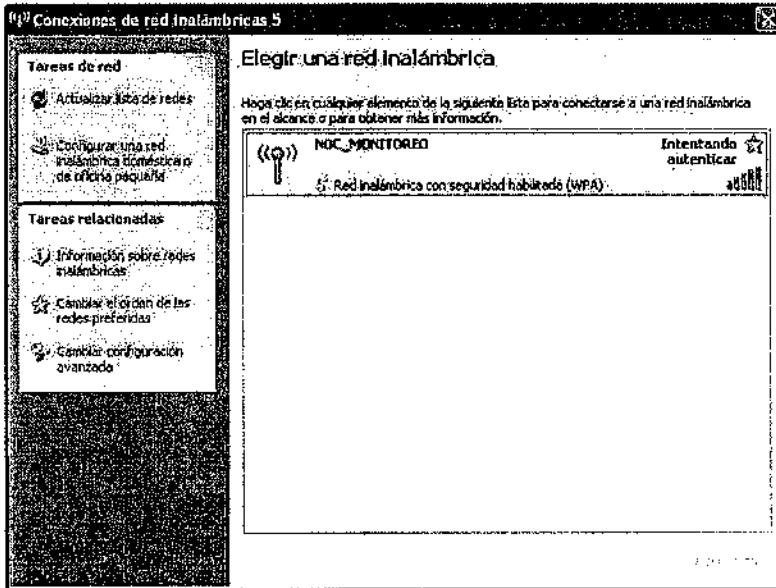 Conexiones de red inalámbricas 5
Tareas de red
Actualizar lista de redes
Configurar una red
inalámbrica doméstica o
de oficina pequeña
Tareas relacionadas
Información sobre redes
inalámbricas
Cambiar el orden de las
redes preferidas
Cambiar configuración
avanzada
Elegir una red inalámbrica
Haga clic en cualquier elemento de la siguiente lista para conectarse a una red inalámbrica
en el alcance o para obtener más información.
NOC_MONITOREO
Intentando
autenticar
Red inalámbrica con seguridad habilitada (WPA)